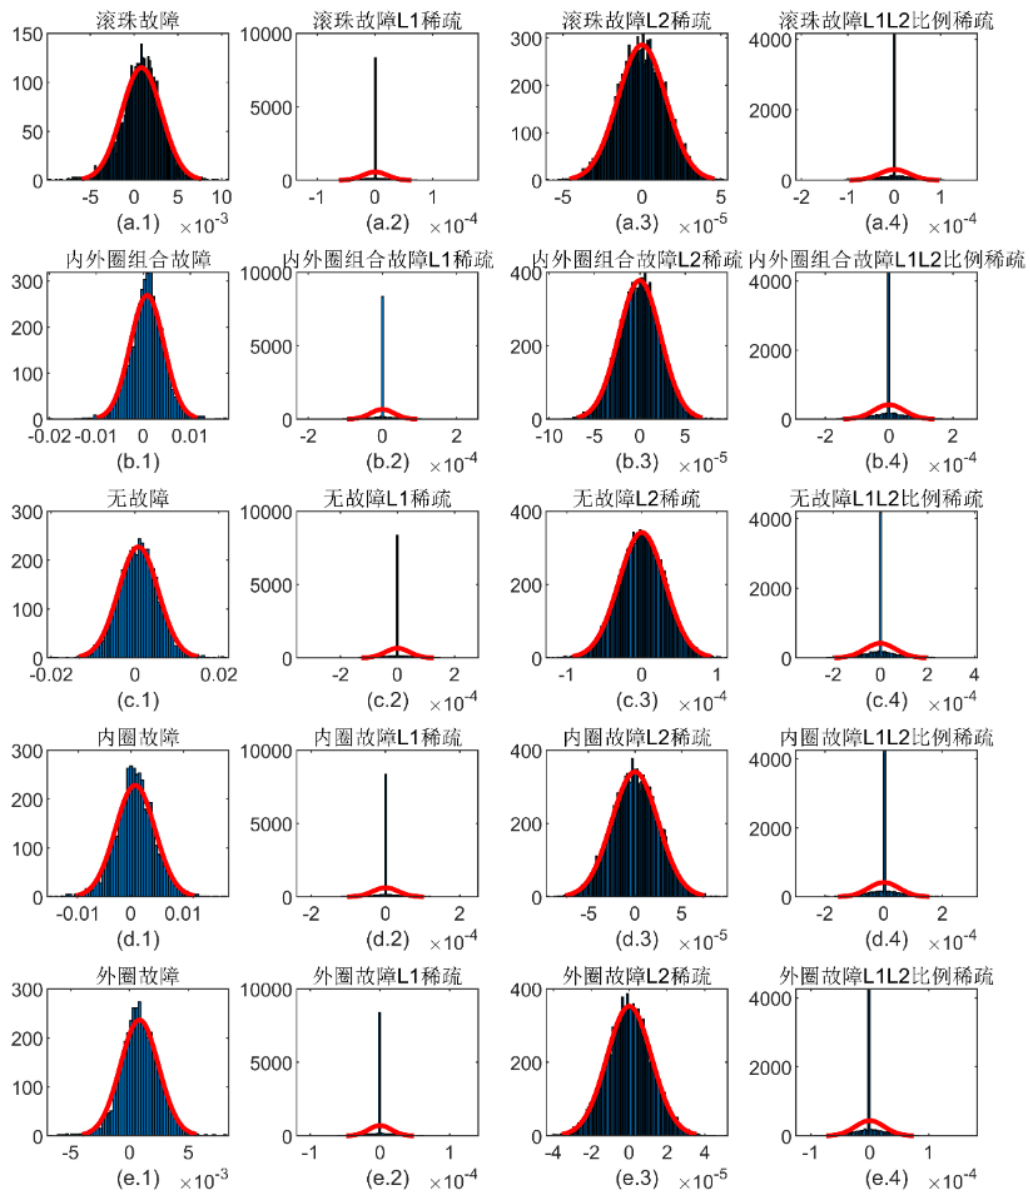 滚珠故障 滚珠故障L1稀疏 滚珠故障L2稀疏 滚珠故障L1L2比例稀疏
150 10000 300 4000
100 200
5000 2000
50 100
0 0 0 0
-5 0 5 10 -1 0 1 -5 0 5 -2 -1 0 1
(a.1) ×10⁻³ (a.2) ×10⁻⁴ (a.3) ×10⁻⁵ (a.4) ×10⁻⁴
内外圈组合故障 内外圈组合故障L1稀疏 内外圈组合故障L2稀疏 内外圈组合故障L1L2比例稀疏
300 10000 400 4000
200 5000 200 2000
100
0 0 0 0
-0.02 -0.01 0 0.01 -2 0 2 -10 -5 0 5 -2 0 2
(b.1) (b.2) ×10⁻⁴ (b.3) ×10⁻⁵ (b.4) ×10⁻⁴
无故障 无故障L1稀疏 无故障L2稀疏 无故障L1L2比例稀疏
300 10000 400 4000
200 5000 200 2000
100
0 0 0 0
-0.02 0 0.02 -2 0 2 -1 0 1 -2 0 2 4
(c.1) (c.2) ×10⁻⁴ (c.3) ×10⁻⁴ (c.4) ×10⁻⁴
内圈故障 内圈故障L1稀疏 内圈故障L2稀疏 内圈故障L1L2比例稀疏
300 10000 400 4000
200 5000 200 2000
100
0 0 0 0
-0.01 0 0.01 -2 0 2 -5 0 5 -2 0 2
(d.1) (d.2) ×10⁻⁴ (d.3) ×10⁻⁵ (d.4) ×10⁻⁴
外圈故障 外圈故障L1稀疏 外圈故障L2稀疏 外圈故障L1L2比例稀疏
300 10000 400 4000
200 5000 200 2000
100
0 0 0 0
-5 0 5 -1 0 1 -4 -2 0 2 4 -1 0 1
(e.1) ×10⁻³ (e.2) ×10⁻⁴ (e.3) ×10⁻⁵ (e.4) ×10⁻⁴